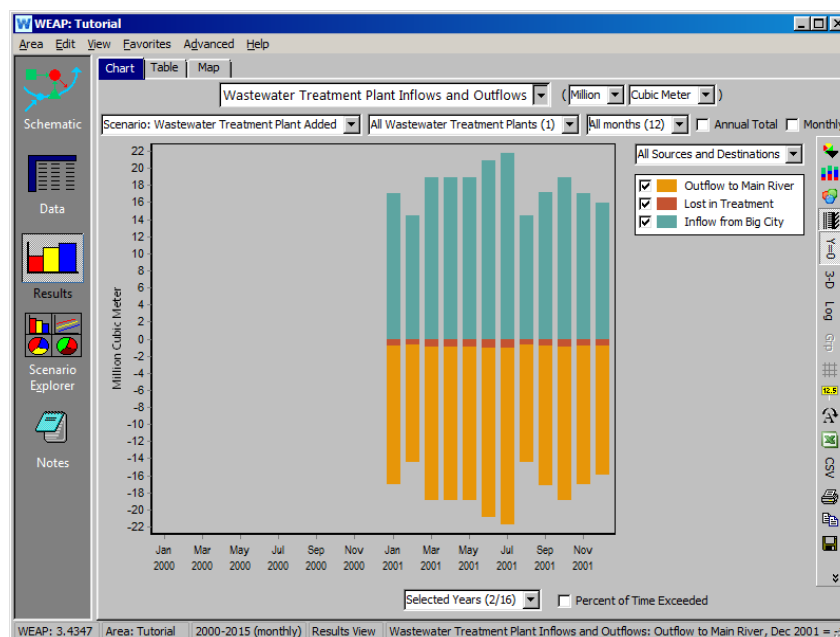 WEAP: Tutorial
Area Edit View Favorites Advanced Help
Chart Table Map
Wastewater Treatment Plant Inflows and Outflows ( Million Cubic Meter )
Scenario: Wastewater Treatment Plant Added All Wastewater Treatment Plants (1) All months (12) Annual Total Monthly
Schematic
Data
Results
Scenario
Explorer
Notes
Million Cubic Meter
22
20
18
16
14
12
10
8
6
4
2
0
-2
-4
-6
-8
-10
-12
-14
-16
-18
-20
-22
Jan Mar May Jul Sep Nov Jan Mar May Jul Sep Nov
2000 2000 2000 2000 2000 2000 2001 2001 2001 2001 2001 2001
All Sources and Destinations
Outflow to Main River
Lost in Treatment
Inflow from Big City
Y=0
3-D
Log
Grp
12.5
A
CSV
Selected Years (2/16) Percent of Time Exceeded
WEAP: 3.4347 Area: Tutorial 2000-2015 (monthly) Results View Wastewater Treatment Plant Inflows and Outflows: Outflow to Main River, Dec 2001 =